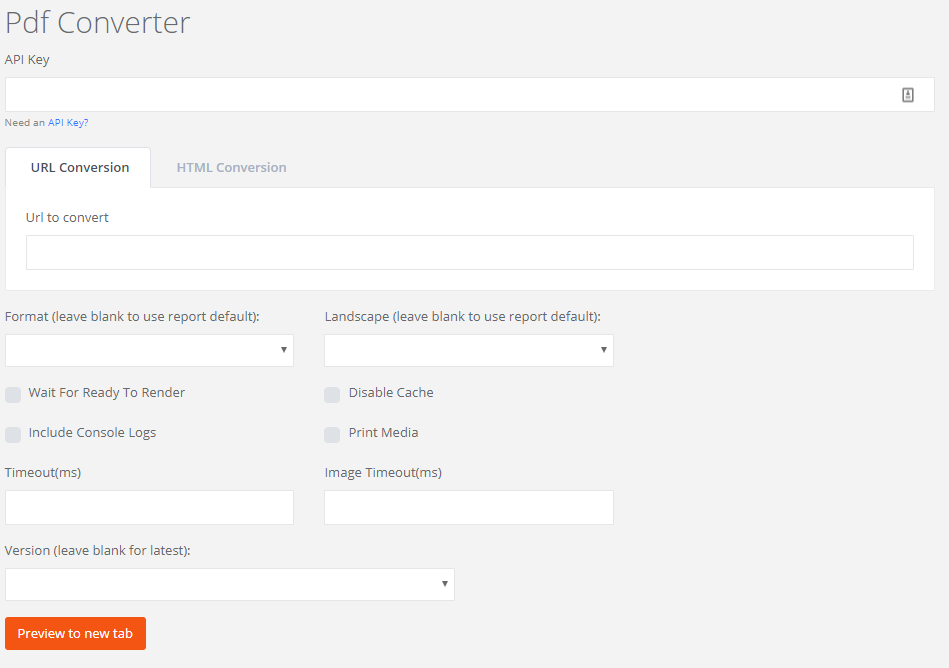 Pdf Converter
API Key
Need an API Key?
URL Conversion HTML Conversion
Url to convert
Format (leave blank to use report default): Landscape (leave blank to use report default):
Wait For Ready To Render Disable Cache
Include Console Logs Print Media
Timeout(ms) Image Timeout(ms)
Version (leave blank for latest):
Preview to new tab